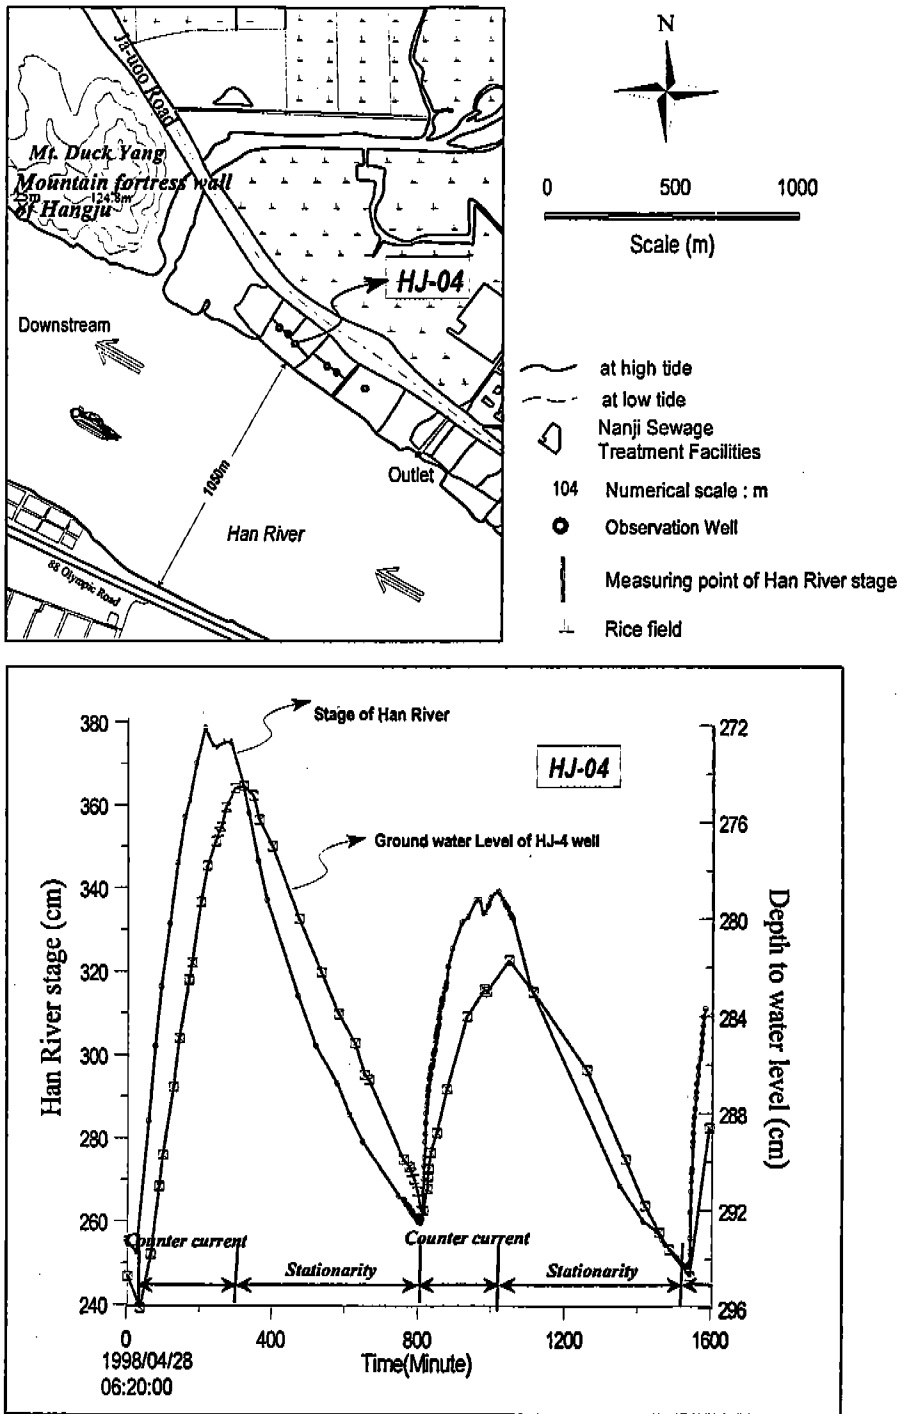 Ja-uoo Road
Mt. Duck Yang
Mountain fortress wall
124.8m
of Hangju
HJ-04
Downstream
1050m
Outlet
Han River
88 Olympic Road
N
0 500 1000
Scale (m)
at high tide
at low tide
Nanji Sewage
Treatment Facilities
104 Numerical scale : m
Observation Well
Measuring point of Han River stage
Rice field
Stage of Han River
HJ-04
Ground water Level of HJ-4 well
Han River stage (cm)
380
360
340
320
300
280
260
240
272
276
280
284
288
292
296
Depth to water level (cm)
Counter current
Stationarity
Counter current
Stationarity
0 400 800 1200 1600
Time(Minute)
1998/04/28
06:20:00